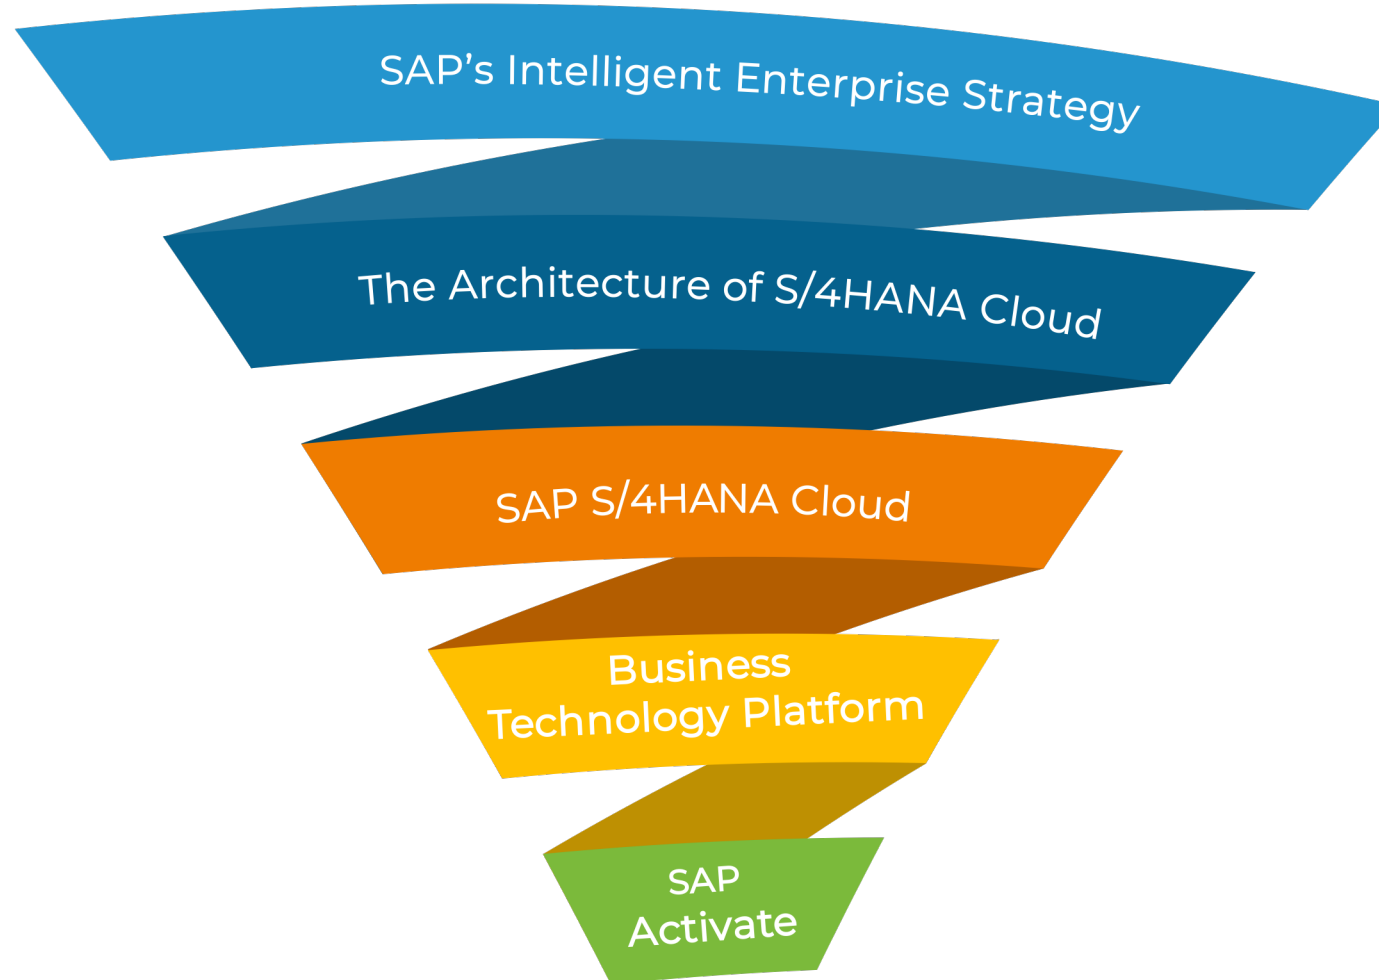 SAP’s Intelligent Enterprise Strategy
The Architecture of S/4HANA Cloud
SAP S/4HANA Cloud
Business
Technology Platform
SAP
Activate